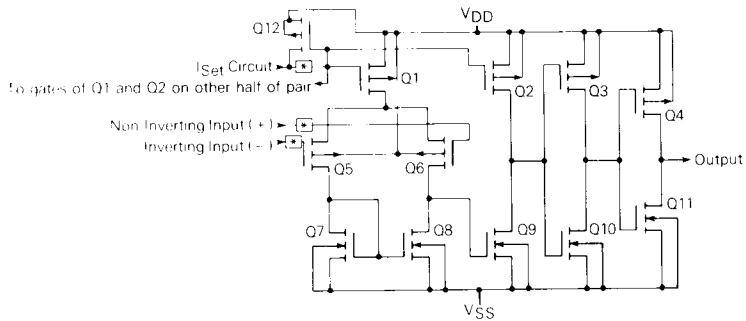 VDD
Q12
ISet Circuit *
Q1
Q2
Q3
To gates of Q1 and Q2 on other half of pair
Q4
Non Inverting Input (+) *
Inverting Input (−) *
Q5
Q6
Output
Q7
Q8
Q9
Q10
Q11
VSS